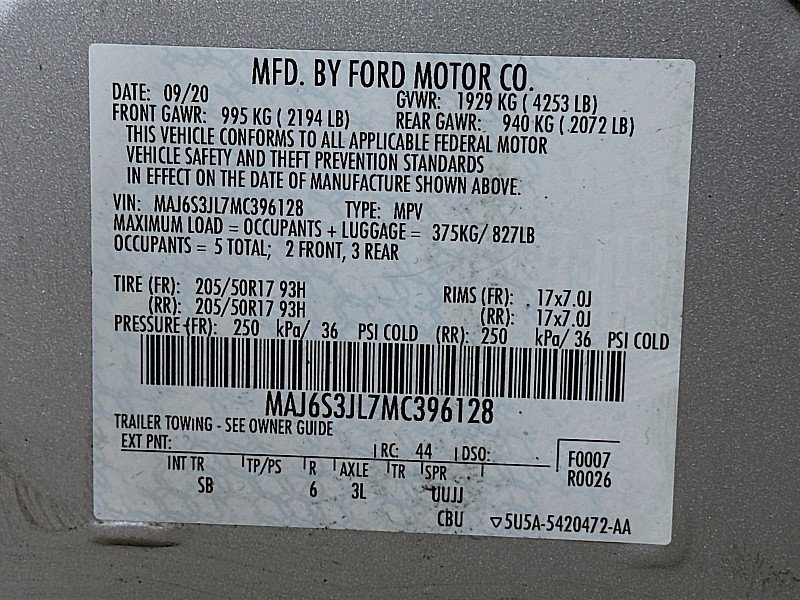 MFD. BY FORD MOTOR CO.
DATE: 09/20 GVWR: 1929 KG ( 4253 LB)
FRONT GAWR: 995 KG ( 2194 LB) REAR GAWR: 940 KG ( 2072 LB)
THIS VEHICLE CONFORMS TO ALL APPLICABLE FEDERAL MOTOR
VEHICLE SAFETY AND THEFT PREVENTION STANDARDS
IN EFFECT ON THE DATE OF MANUFACTURE SHOWN ABOVE.
VIN: MAJ6S3JL7MC396128 TYPE: MPV
MAXIMUM LOAD = OCCUPANTS + LUGGAGE = 375KG/ 827LB
OCCUPANTS = 5 TOTAL; 2 FRONT, 3 REAR
TIRE (FR): 205/50R17 93H RIMS (FR): 17x7.0J
(RR): 205/50R17 93H (RR): 17x7.0J
PRESSURE (FR): 250 kPa/ 36 PSI COLD (RR): 250 kPa/ 36 PSI COLD
MAJ6S3JL7MC396128
TRAILER TOWING - SEE OWNER GUIDE
EXT PNT: RC: 44 DSO: F0007
R0026
INT TR TP/PS R AXLE TR SPR
SB 6 3L UUJJ
CBU 5U5A-5420472-AA